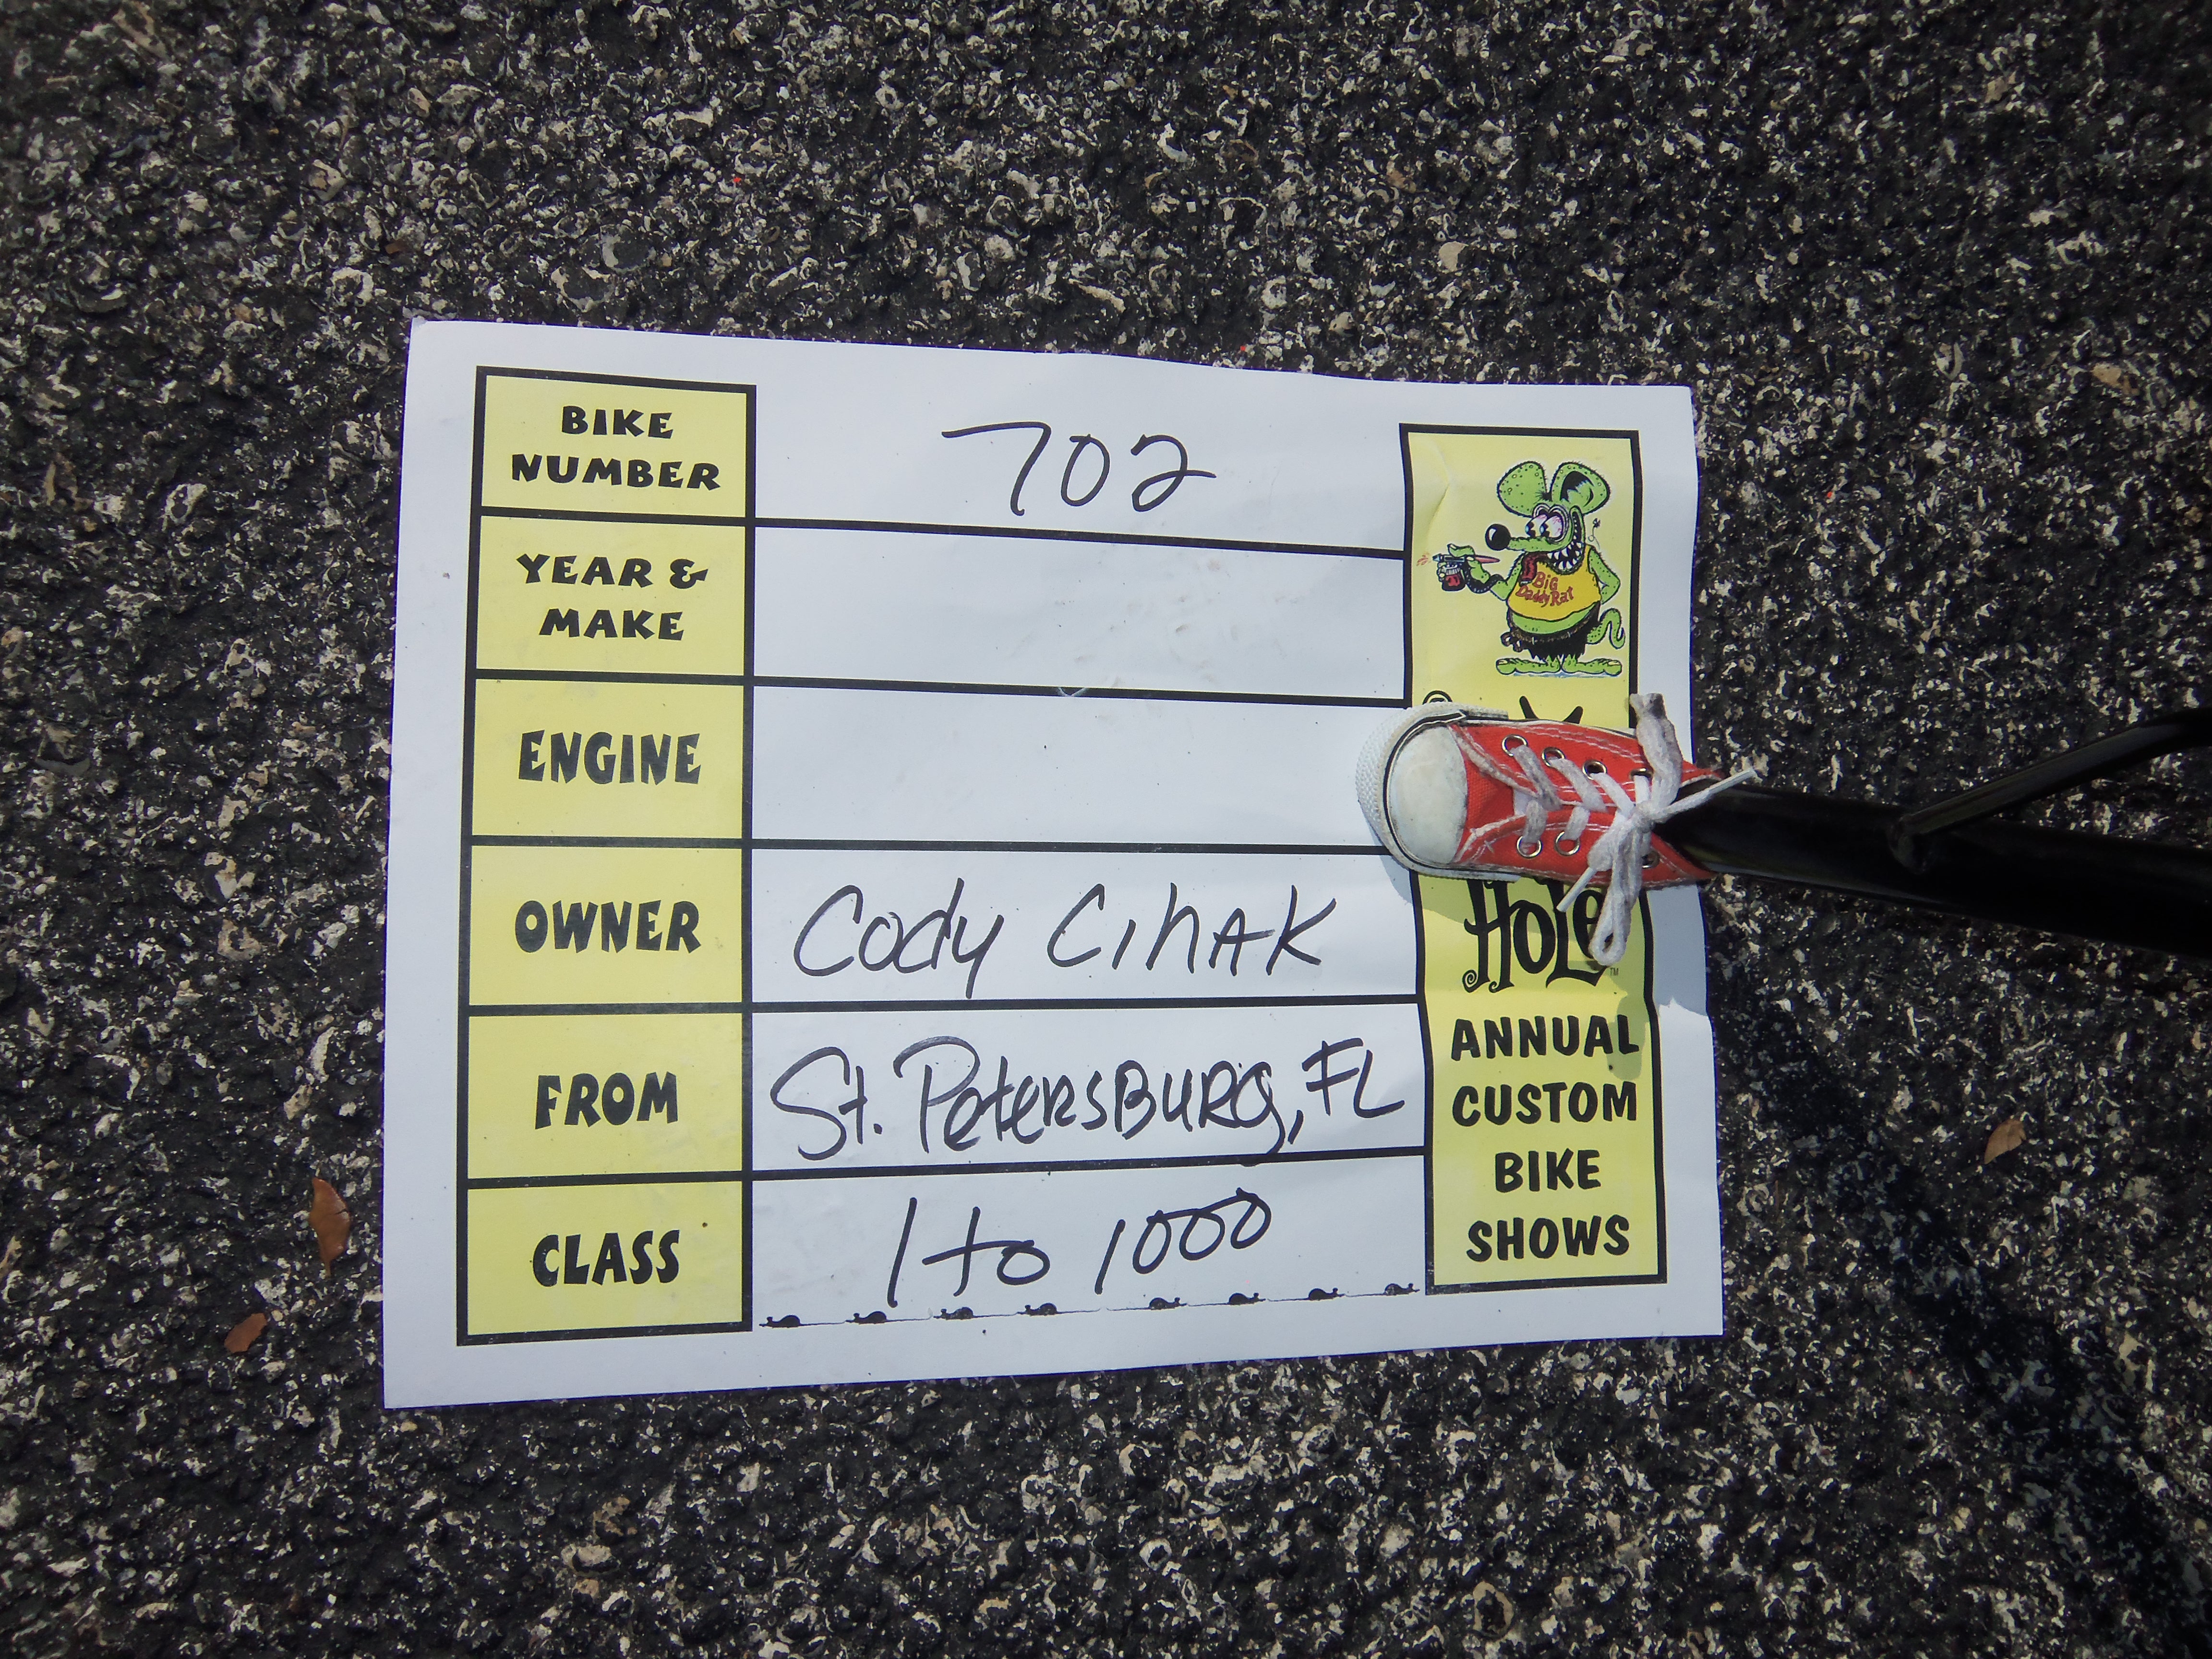 BIKE NUMBER 702
YEAR & MAKE
ENGINE
OWNER Cody CihAK
FROM St. PetersBurg, FL
CLASS 1 to 1000
Big
Daddy Rat
HOLE™
ANNUAL
CUSTOM
BIKE
SHOWS